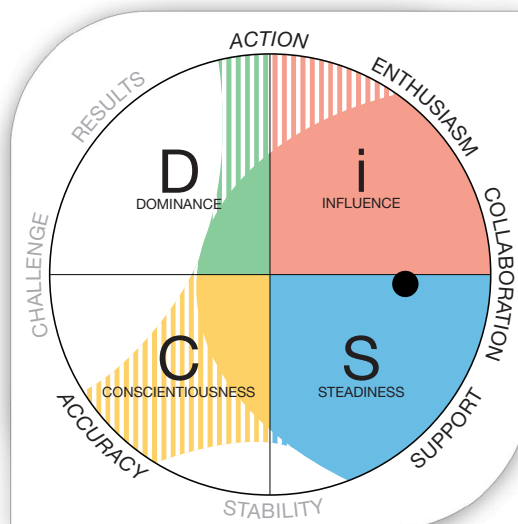 ACTION
ENTHUSIASM
RESULTS
D
DOMINANCE
i
INFLUENCE
COLLABORATION
CHALLENGE
C
CONSCIENTIOUSNESS
S
STEADINESS
SUPPORT
ACCURACY
STABILITY